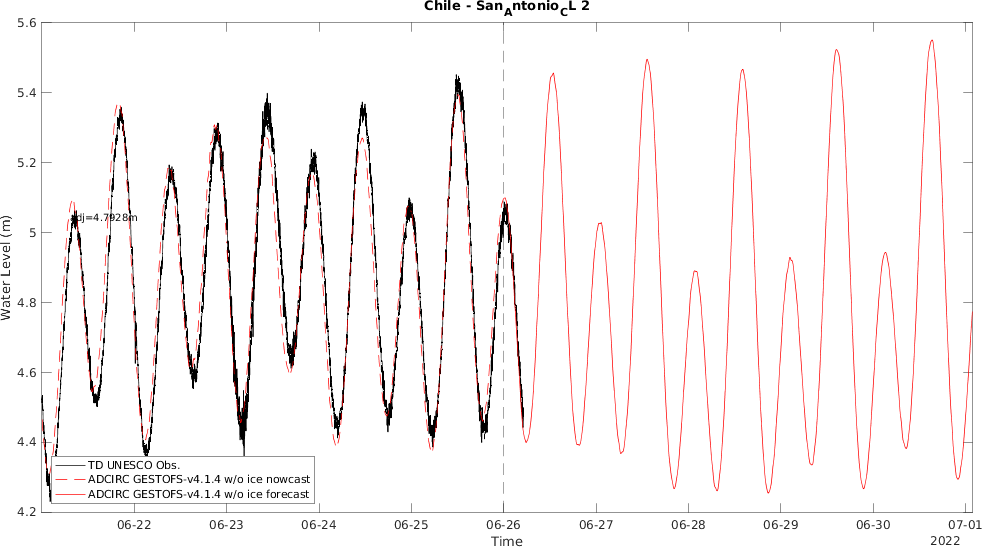 Chile - SanAntonioCL 2
5.6
5.4
5.2
5
4.8
4.6
4.4
4.2
Water Level (m)
dj=4.7928m
TD UNESCO Obs.
ADCIRC GESTOFS-v4.1.4 w/o ice nowcast
ADCIRC GESTOFS-v4.1.4 w/o ice forecast
06-22 06-23 06-24 06-25 06-26 06-27 06-28 06-29 06-30 07-01
Time
2022